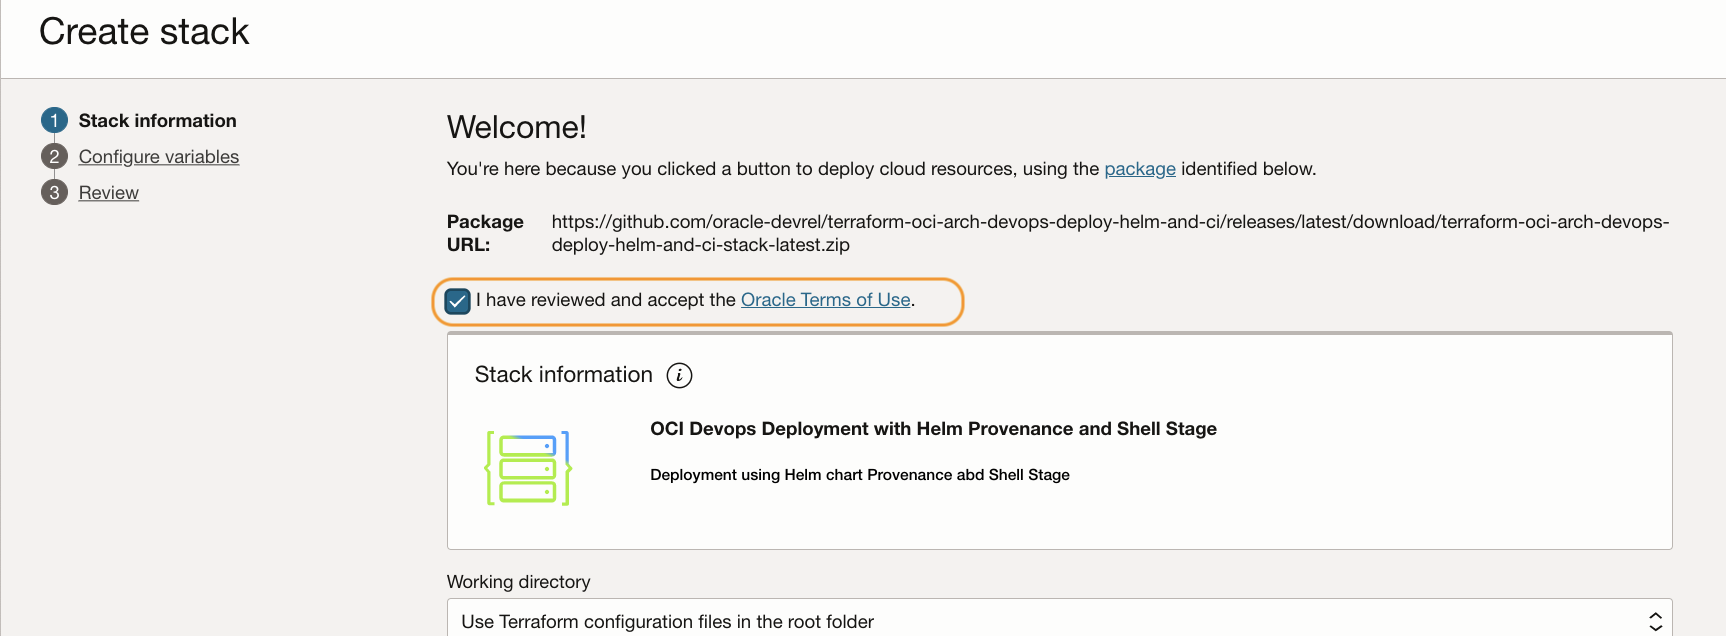 Create stack
1 Stack information
2 Configure variables
3 Review
Welcome!
You're here because you clicked a button to deploy cloud resources, using the package identified below.
Package URL:
https://github.com/oracle-devrel/terraform-oci-arch-devops-deploy-helm-and-ci/releases/latest/download/terraform-oci-arch-devops-
deploy-helm-and-ci-stack-latest.zip
I have reviewed and accept the Oracle Terms of Use.
Stack information i
OCI Devops Deployment with Helm Provenance and Shell Stage
Deployment using Helm chart Provenance abd Shell Stage
Working directory
Use Terraform configuration files in the root folder